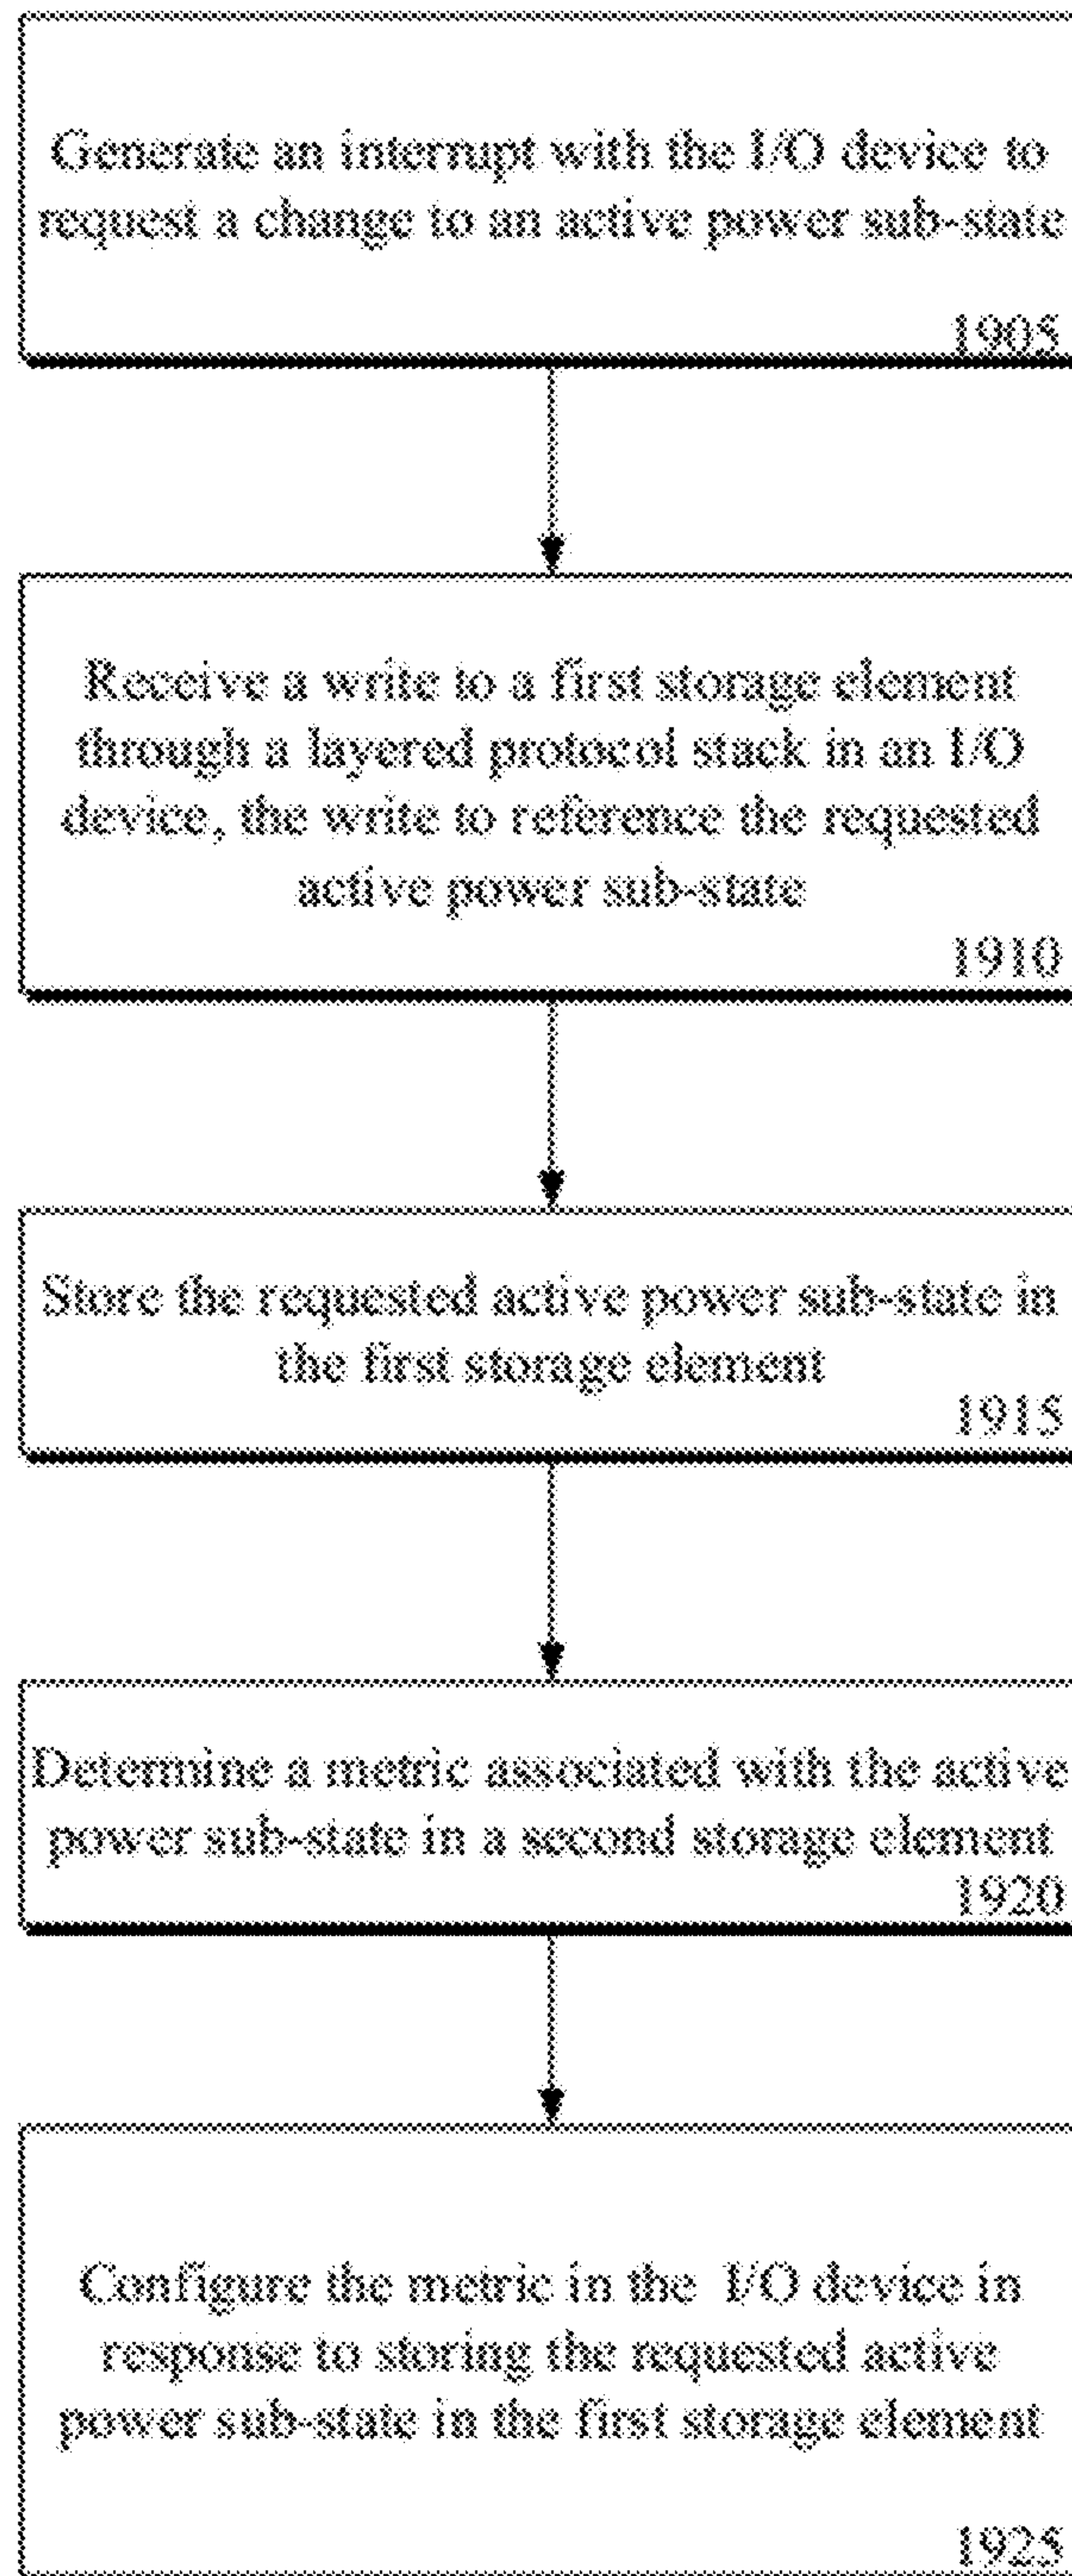 Generate an interrupt with the I/O device to
request a change to an active power sub-state
1905
Receive a write to a first storage element
through a layered protocol stack in an I/O
device, the write to reference the requested
active power sub-state
1910
Store the requested active power sub-state in
the first storage element
1915
Determine a metric associated with the active
power sub-state in a second storage element
1920
Configure the metric in the I/O device in
response to storing the requested active
power sub-state in the first storage element
1925